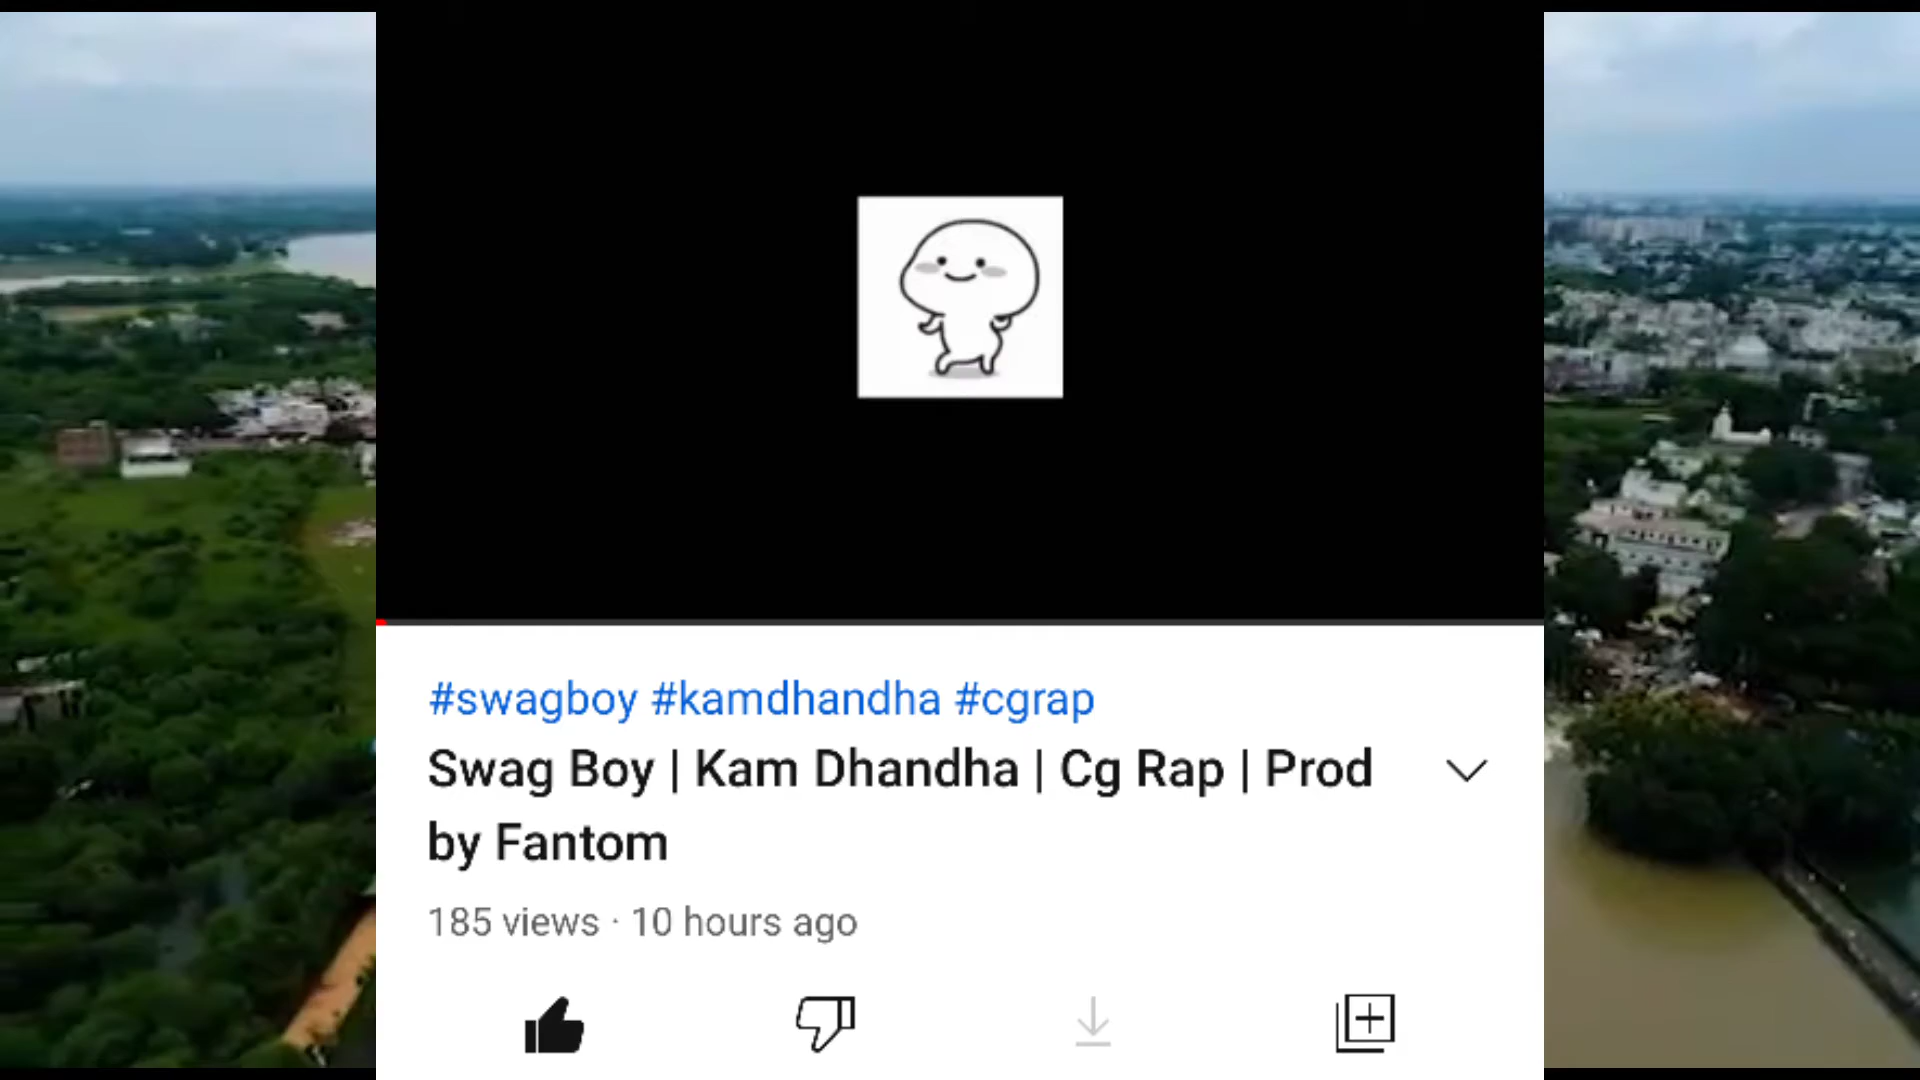 #swagboy #kamdhandha #cgrap
Swag Boy | Kam Dhandha | Cg Rap | Prod
by Fantom
185 views · 10 hours ago